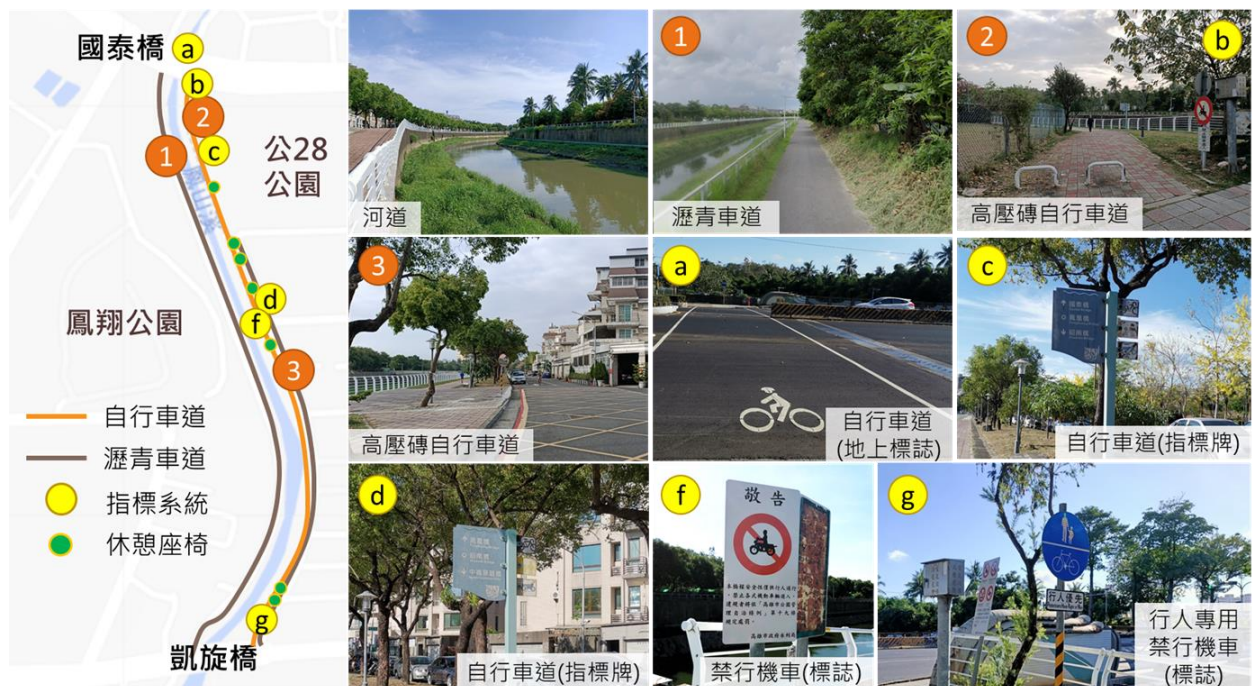 國泰橋
a
b
2
c
1
公28
公園
d
f
鳳翔公園
3
自行車道
瀝青車道
指標系統
休憩座椅
g
凱旋橋
河道
1
瀝青車道
2
b
高壓磚自行車道
3
高壓磚自行車道
a
自行車道
(地上標誌)
c
自行車道(指標牌)
d
自行車道(指標牌)
f
敬告
禁行機車(標誌)
g
行人優先
行人專用
禁行機車
(標誌)